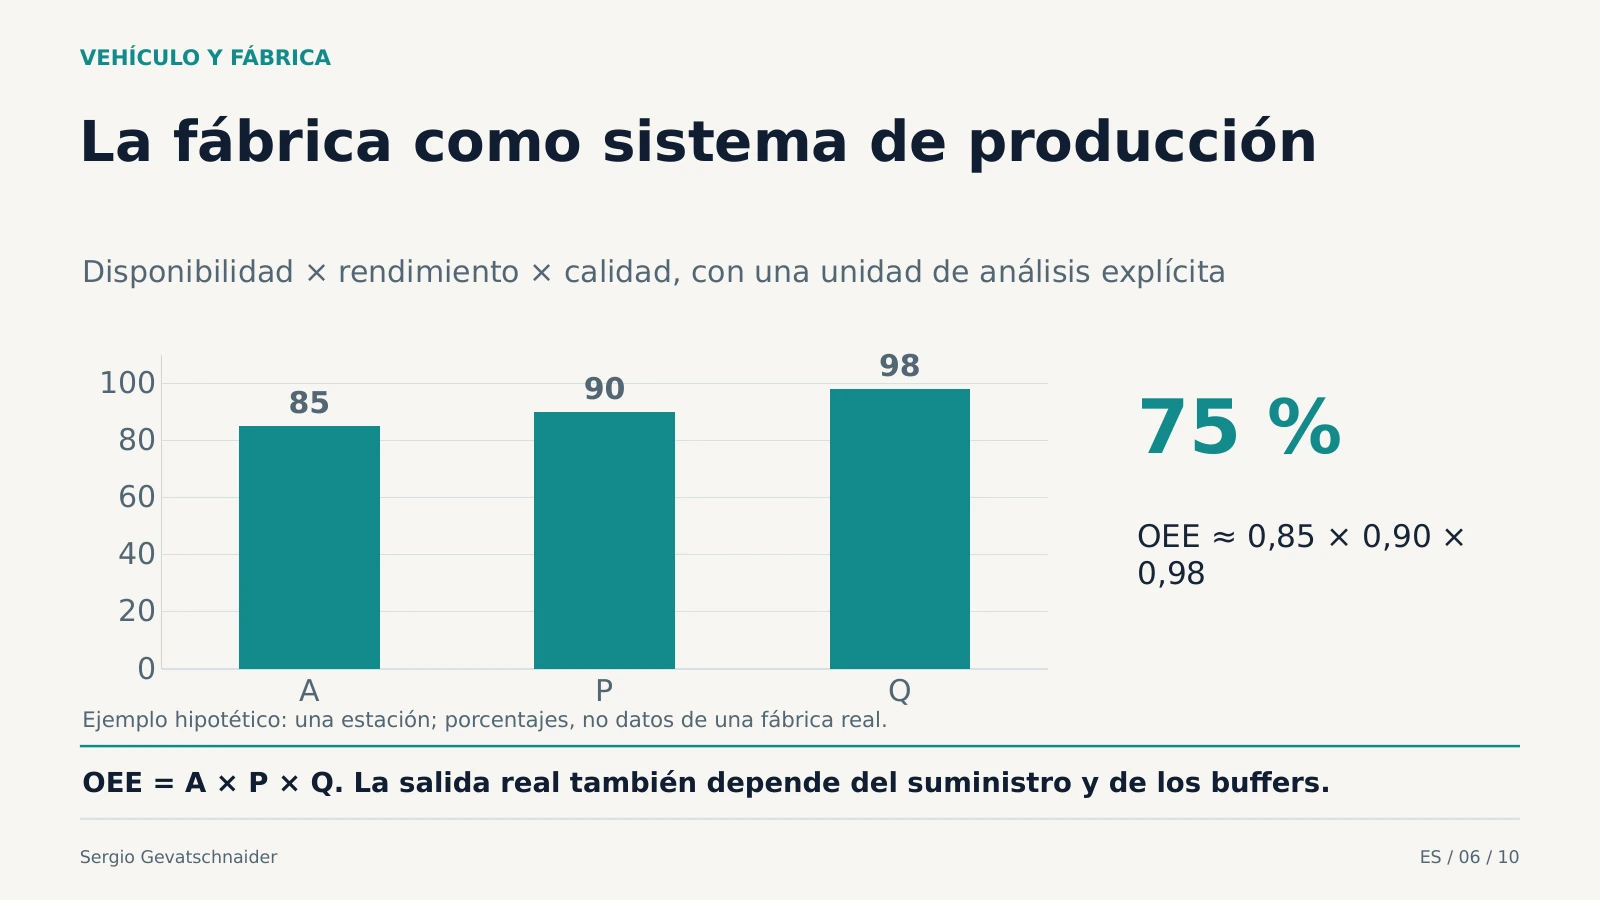 VEHÍCULO Y FÁBRICA
La fábrica como sistema de producción
Disponibilidad × rendimiento × calidad, con una unidad de análisis explícita
100
80
60
40
20
0
85
90
98
A
P
Q
75 %
OEE ≈ 0,85 × 0,90 ×
0,98
Ejemplo hipotético: una estación; porcentajes, no datos de una fábrica real.
OEE = A × P × Q. La salida real también depende del suministro y de los buffers.
Sergio Gevatschnaider
ES / 06 / 10